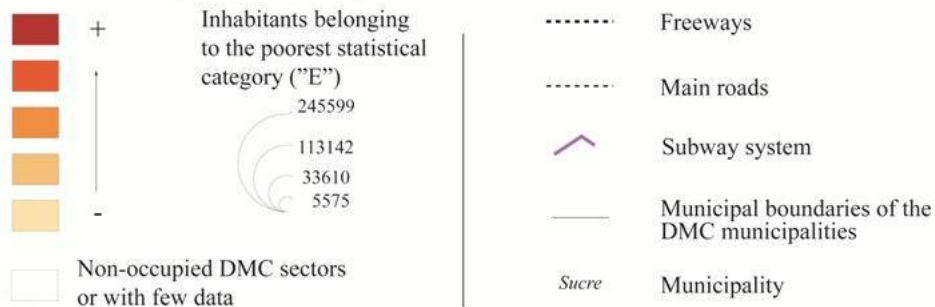 +
-
Inhabitants belonging
to the poorest statistical
category (”E”)
245599
113142
33610
5575
Non-occupied DMC sectors
or with few data
Freeways
Main roads
Subway system
Municipal boundaries of the
DMC municipalities
Sucre
Municipality